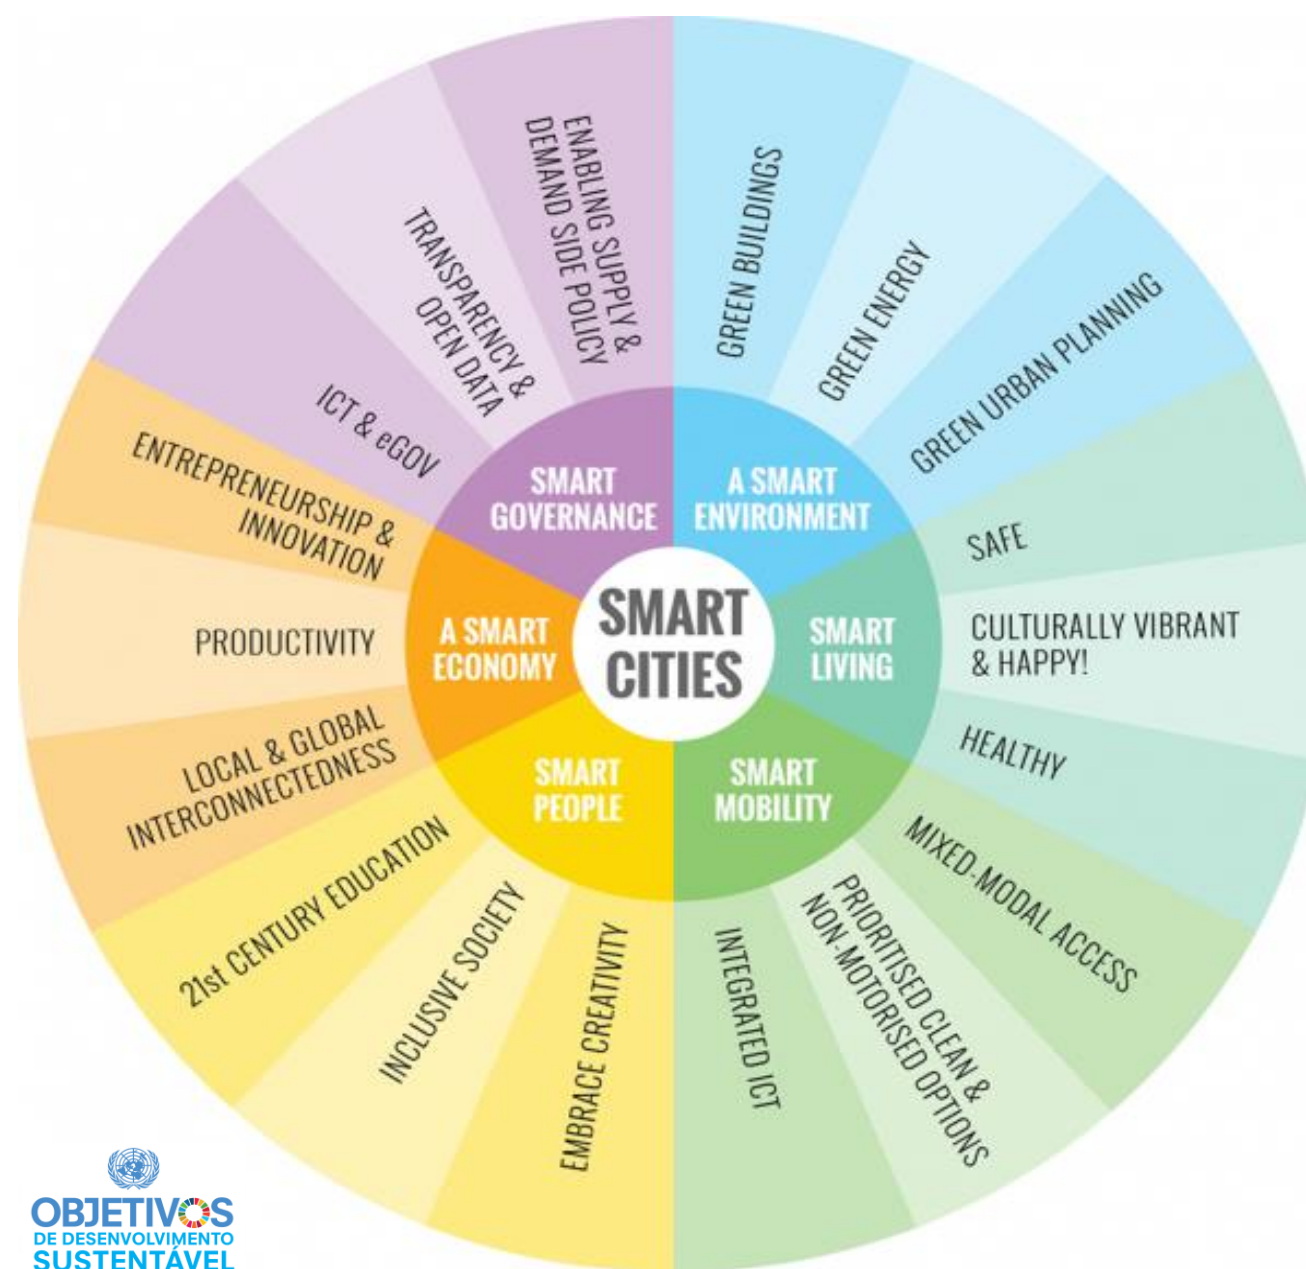 SMART
CITIES
A SMART
ENVIRONMENT
GREEN BUILDINGS
GREEN ENERGY
GREEN URBAN PLANNING
SMART
LIVING
SAFE
CULTURALLY VIBRANT
& HAPPY!
HEALTHY
SMART
MOBILITY
MIXED-MODAL ACCESS
PRIORITISED CLEAN &
NON-MOTORISED OPTIONS
INTEGRATED ICT
SMART
PEOPLE
EMBRACE CREATIVITY
INCLUSIVE SOCIETY
21st CENTURY EDUCATION
A SMART
ECONOMY
LOCAL & GLOBAL
INTERCONNECTEDNESS
PRODUCTIVITY
ENTREPRENEURSHIP &
INNOVATION
SMART
GOVERNANCE
ICT & eGOV
TRANSPARENCY &
OPEN DATA
ENABLING SUPPLY &
DEMAND SIDE POLICY
OBJETIVOS
DE DESENVOLVIMENTO
SUSTENTÁVEL